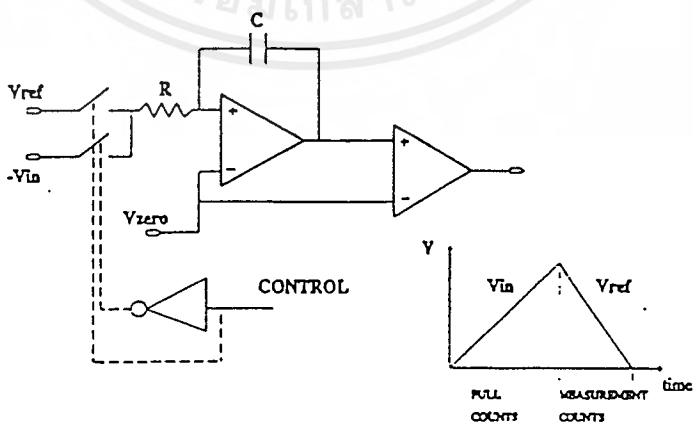 C
Vref
R
+
-
-Vin
Vzero
+
-
CONTROL
V
Vin
Vref
time
FULL
COUNTS
MEASUREMENT
COUNTS